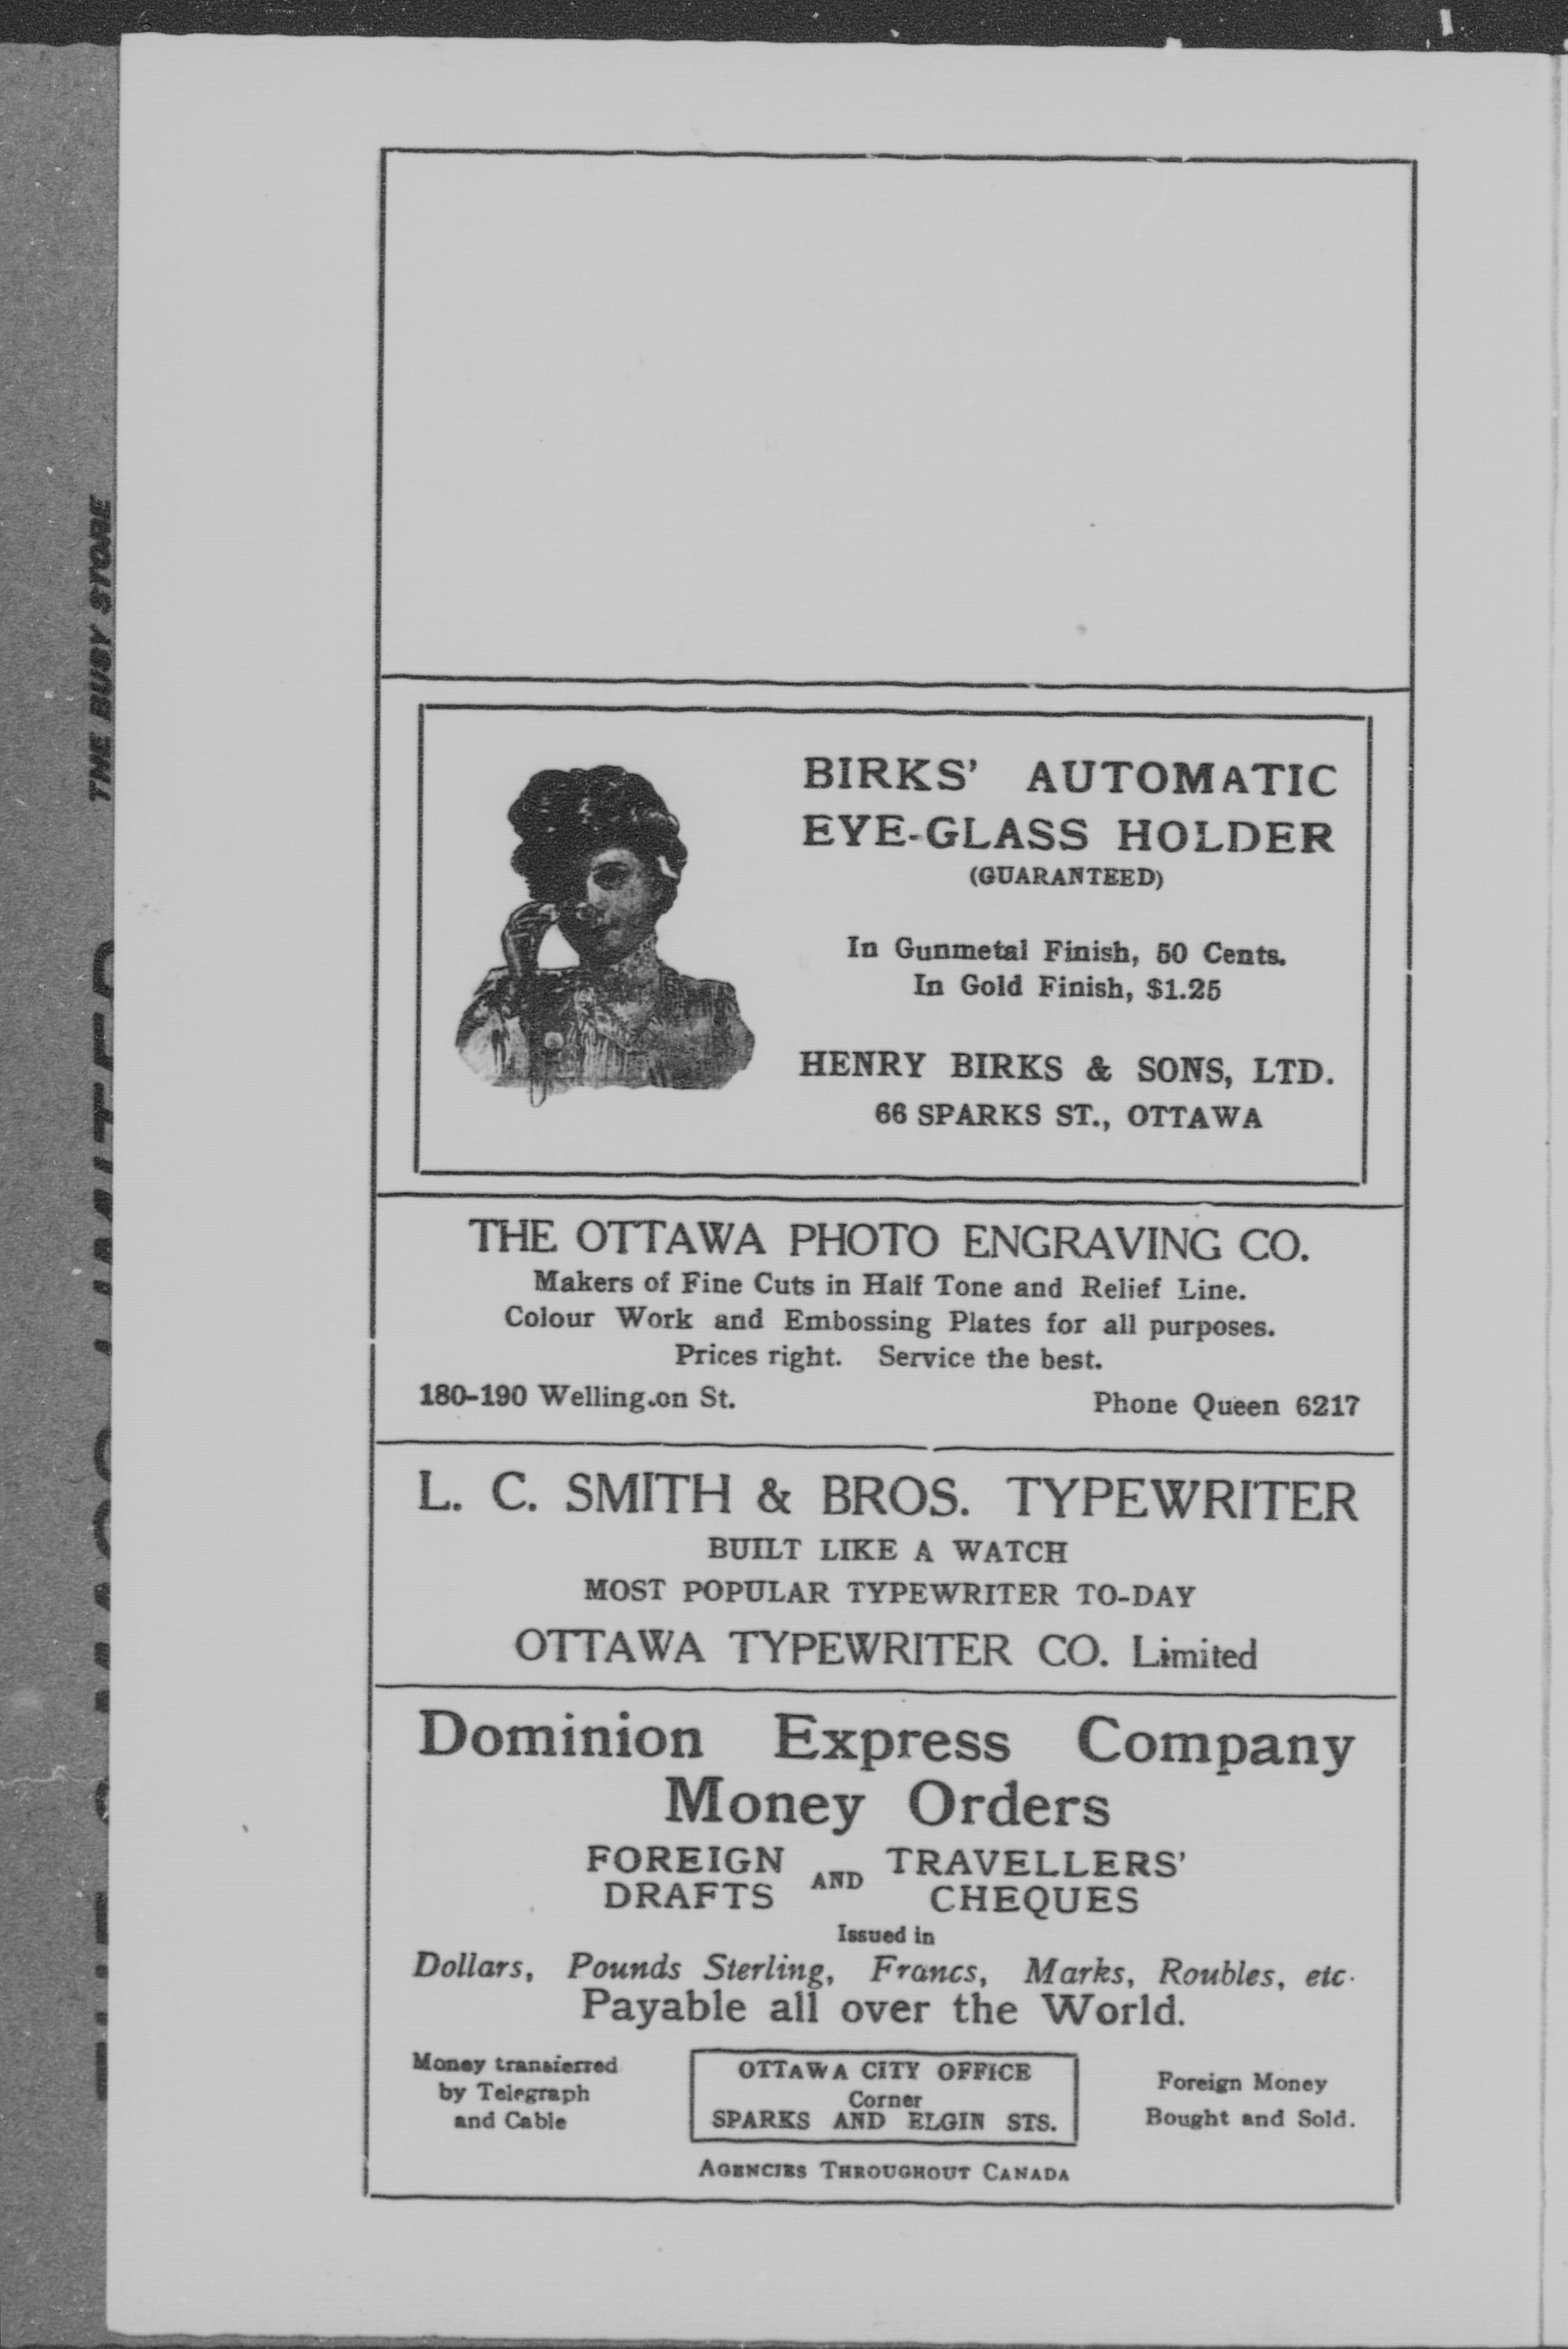 BIRKS' AUTOMATIC
EYE-GLASS HOLDER
(GUARANTEED)
In Gunmetal Finish, 50 Cents.
In Gold Finish, $1.25
HENRY BIRKS & SONS, LTD.
66 SPARKS ST., OTTAWA
THE OTTAWA PHOTO ENGRAVING CO.
Makers of Fine Cuts in Half Tone and Relief Line.
Colour Work and Embossing Plates for all purposes.
Prices right. Service the best.
180-190 Welling.on St. Phone Queen 6217
L. C. SMITH & BROS. TYPEWRITER
BUILT LIKE A WATCH
MOST POPULAR TYPEWRITER TO-DAY
OTTAWA TYPEWRITER CO. Limited
Dominion Express Company
Money Orders
FOREIGN DRAFTS AND TRAVELLERS' CHEQUES
Issued in
Dollars, Pounds Sterling, Francs, Marks, Roubles, etc.
Payable all over the World.
Money transferred
by Telegraph
and Cable
OTTAWA CITY OFFICE
Corner
SPARKS AND ELGIN STS.
Foreign Money
Bought and Sold.
AGENCIES THROUGHOUT CANADA
THE BUSY STORE